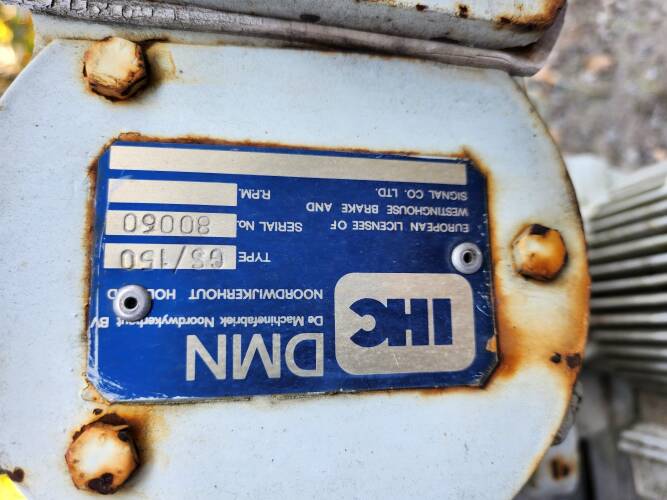 IHC DMN
De Machinefabriek Noordwykerhout BV
NOORDWIJKERHOUT HOLLAND
TYPE GS/150
EUROPEAN LICENSEE OF
WESTINGHOUSE BRAKE AND
SIGNAL CO. LTD.
SERIAL No. 80060
R.P.M.